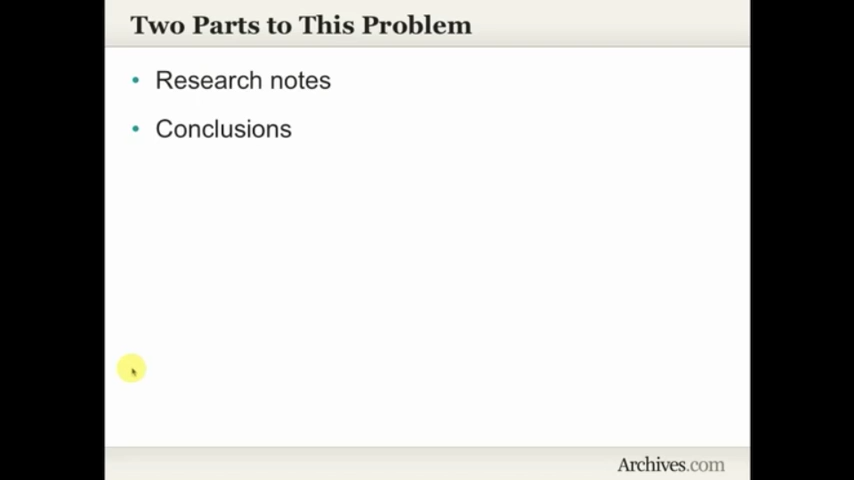 Two Parts to This Problem
• Research notes
• Conclusions
Archives.com